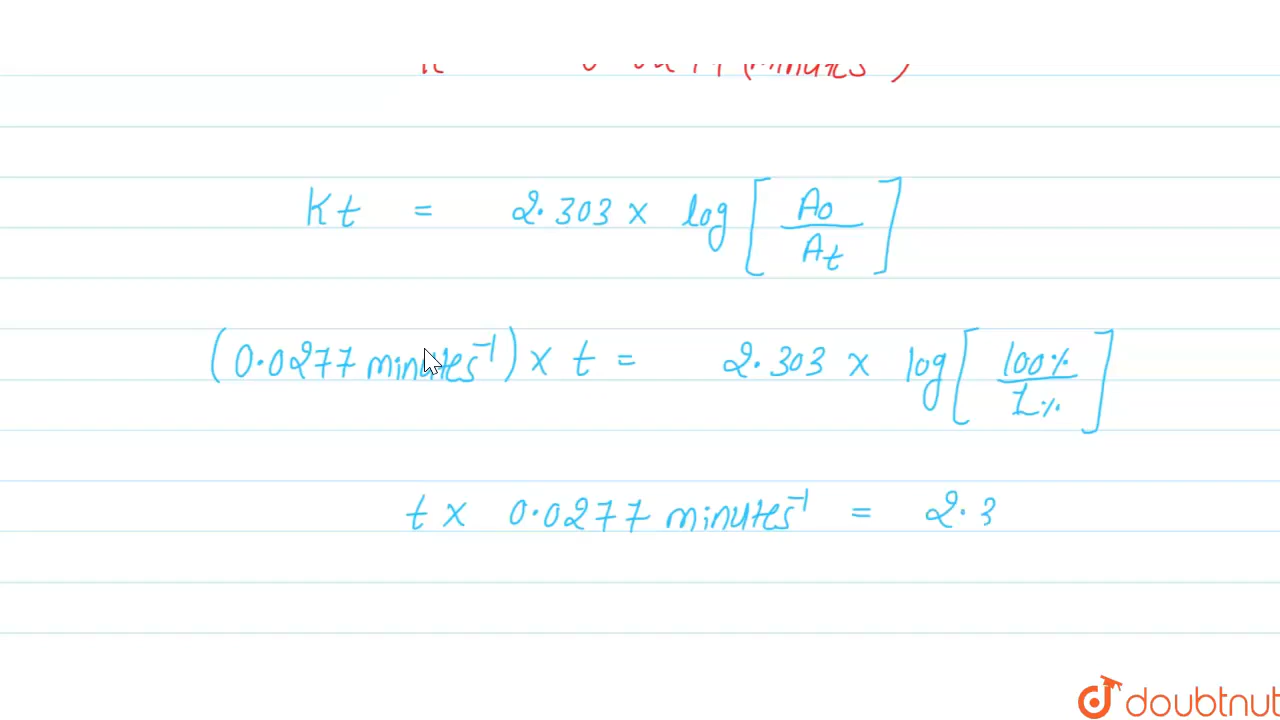 (minutes
Kt = 2.303 × log [ A0 / At ]
(0.0277 minutes⁻¹) × t = 2.303 × log [ 100% / 1% ]
t × 0.0277 minutes⁻¹ = 2.3
doubtnut